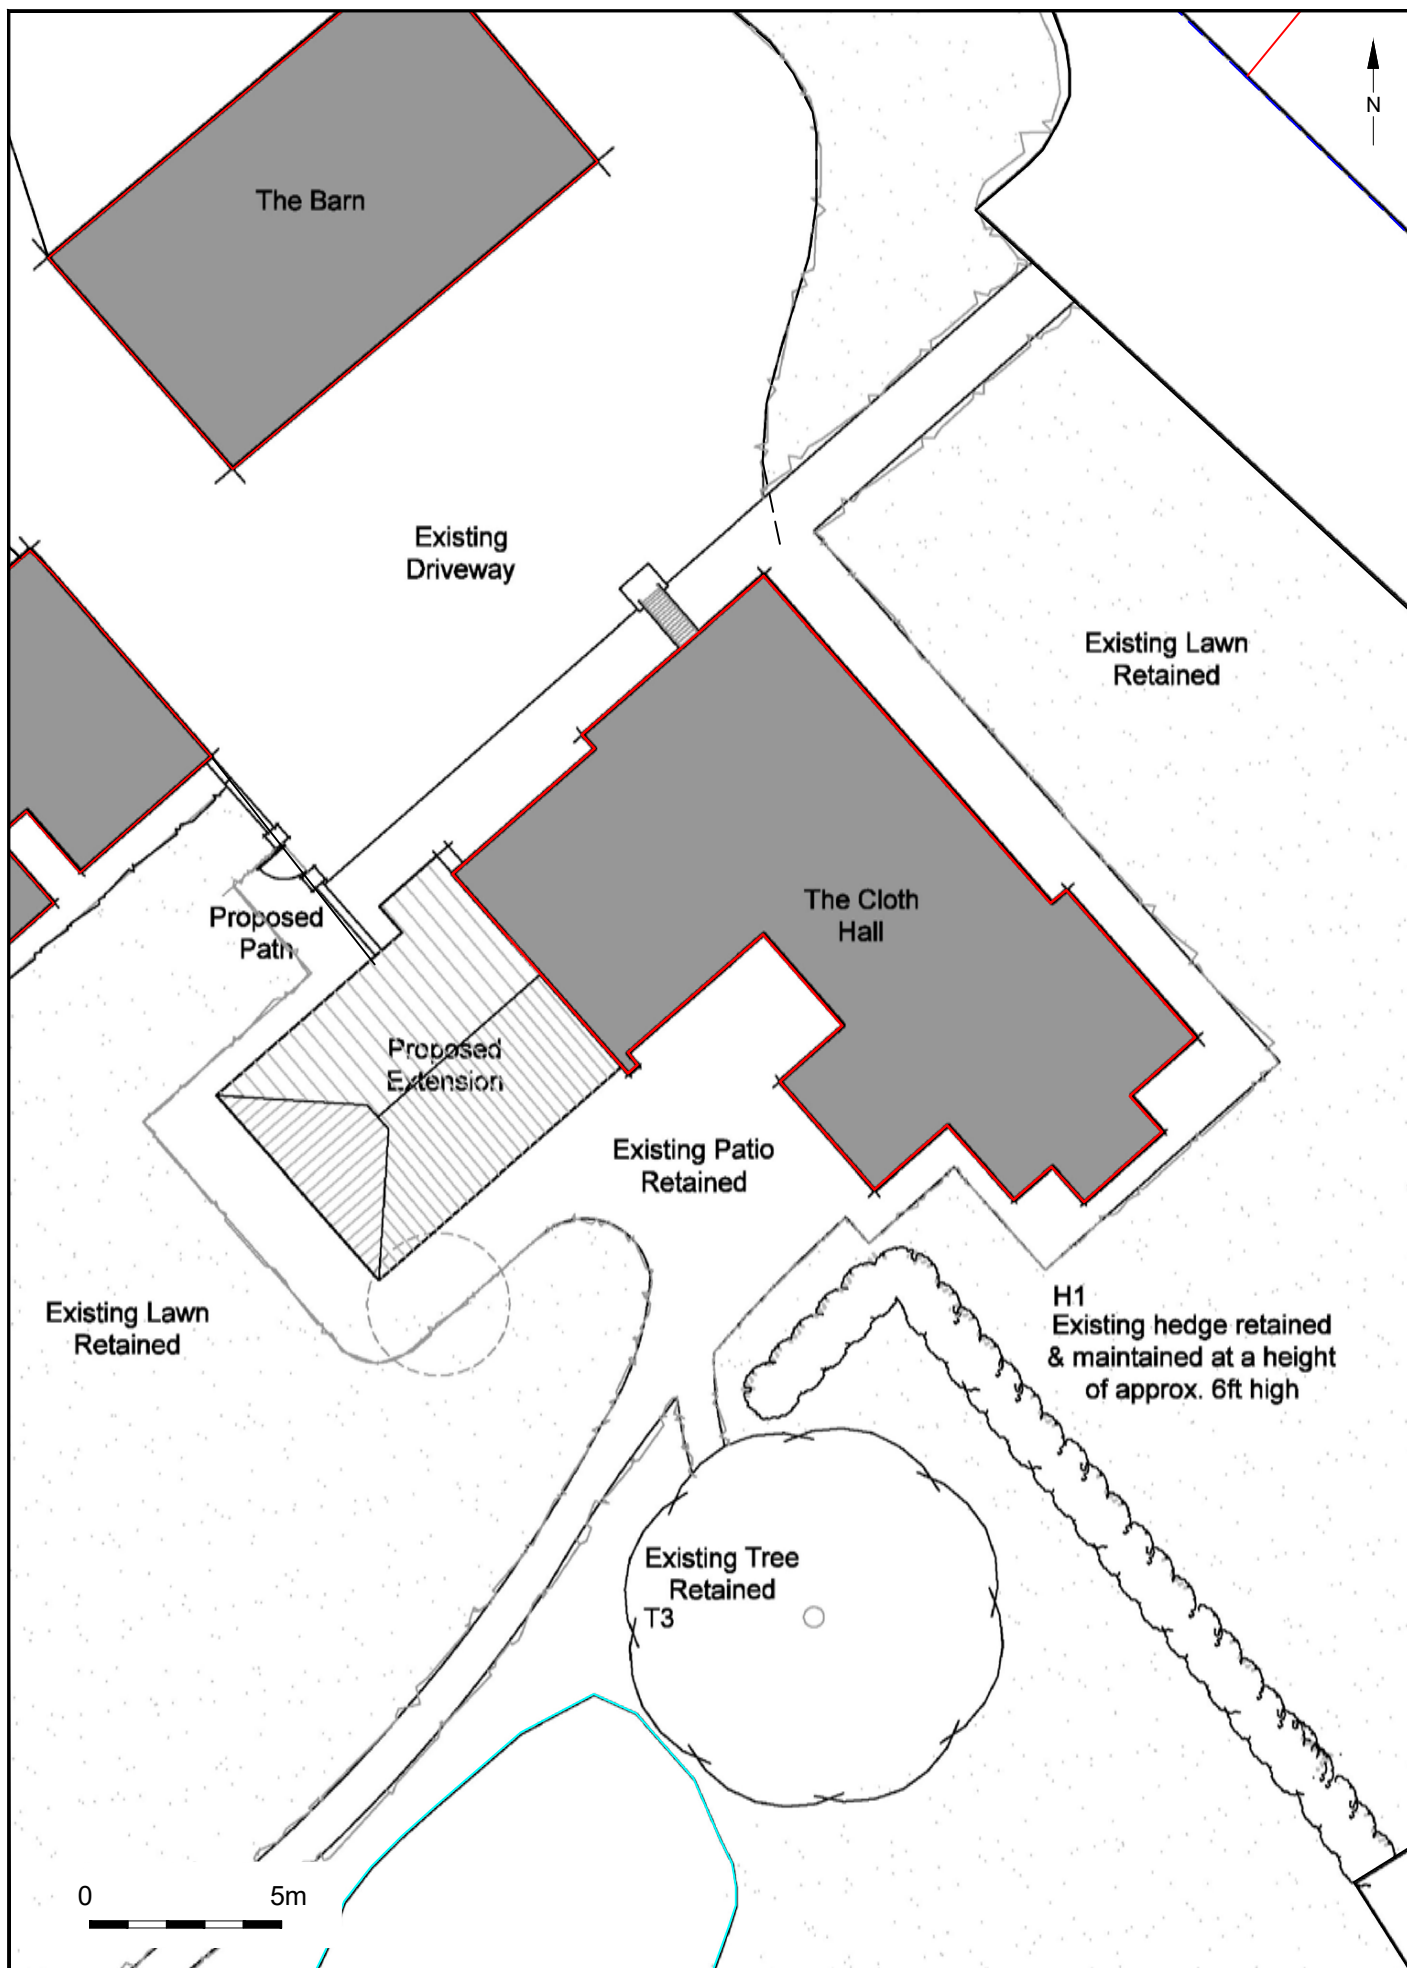 N
The Barn
Existing
Driveway
Existing Lawn
Retained
The Cloth
Hall
Proposed
Path
Proposed
Extension
Existing Patio
Retained
Existing Lawn
Retained
H1
Existing hedge retained
& maintained at a height
of approx. 6ft high
Existing Tree
Retained
T3
0 5m